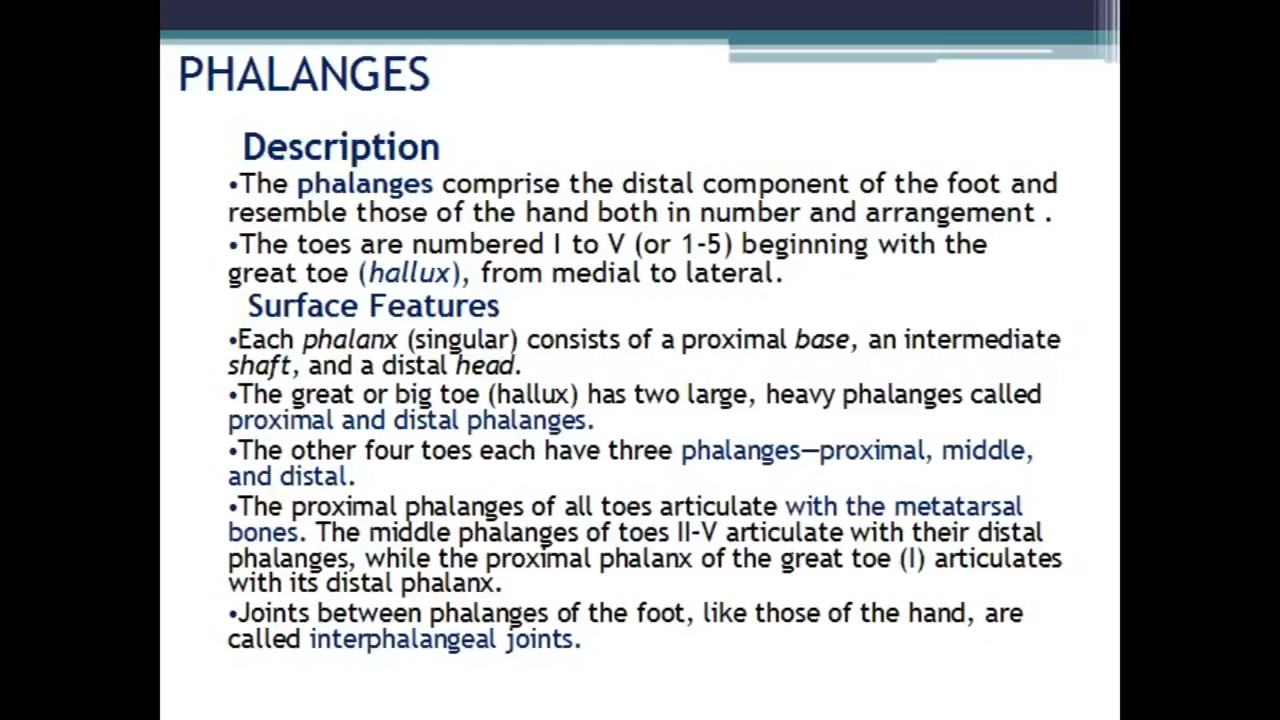 PHALANGES
Description
•The phalanges comprise the distal component of the foot and
resemble those of the hand both in number and arrangement .
•The toes are numbered I to V (or 1-5) beginning with the
great toe (hallux), from medial to lateral.
Surface Features
•Each phalanx (singular) consists of a proximal base, an intermediate
shaft, and a distal head.
•The great or big toe (hallux) has two large, heavy phalanges called
proximal and distal phalanges.
•The other four toes each have three phalanges—proximal, middle,
and distal.
•The proximal phalanges of all toes articulate with the metatarsal
bones. The middle phalanges of toes II-V articulate with their distal
phalanges, while the proximal phalanx of the great toe (I) articulates
with its distal phalanx.
•Joints between phalanges of the foot, like those of the hand, are
called interphalangeal joints.